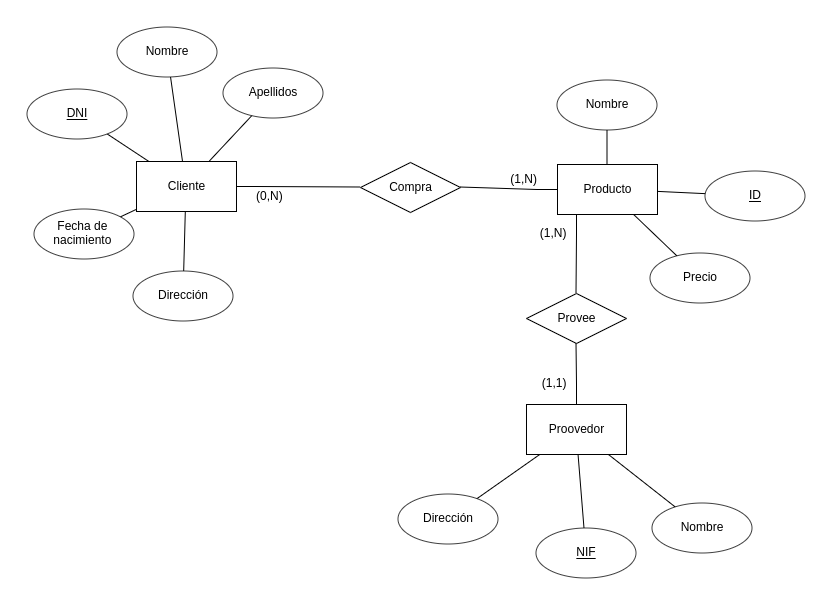 Nombre
Apellidos
DNI
Nombre
Cliente
(0,N)
Compra
(1,N)
Producto
ID
Fecha de
nacimiento
(1,N)
Precio
Dirección
Provee
(1,1)
Proovedor
Dirección
NIF
Nombre